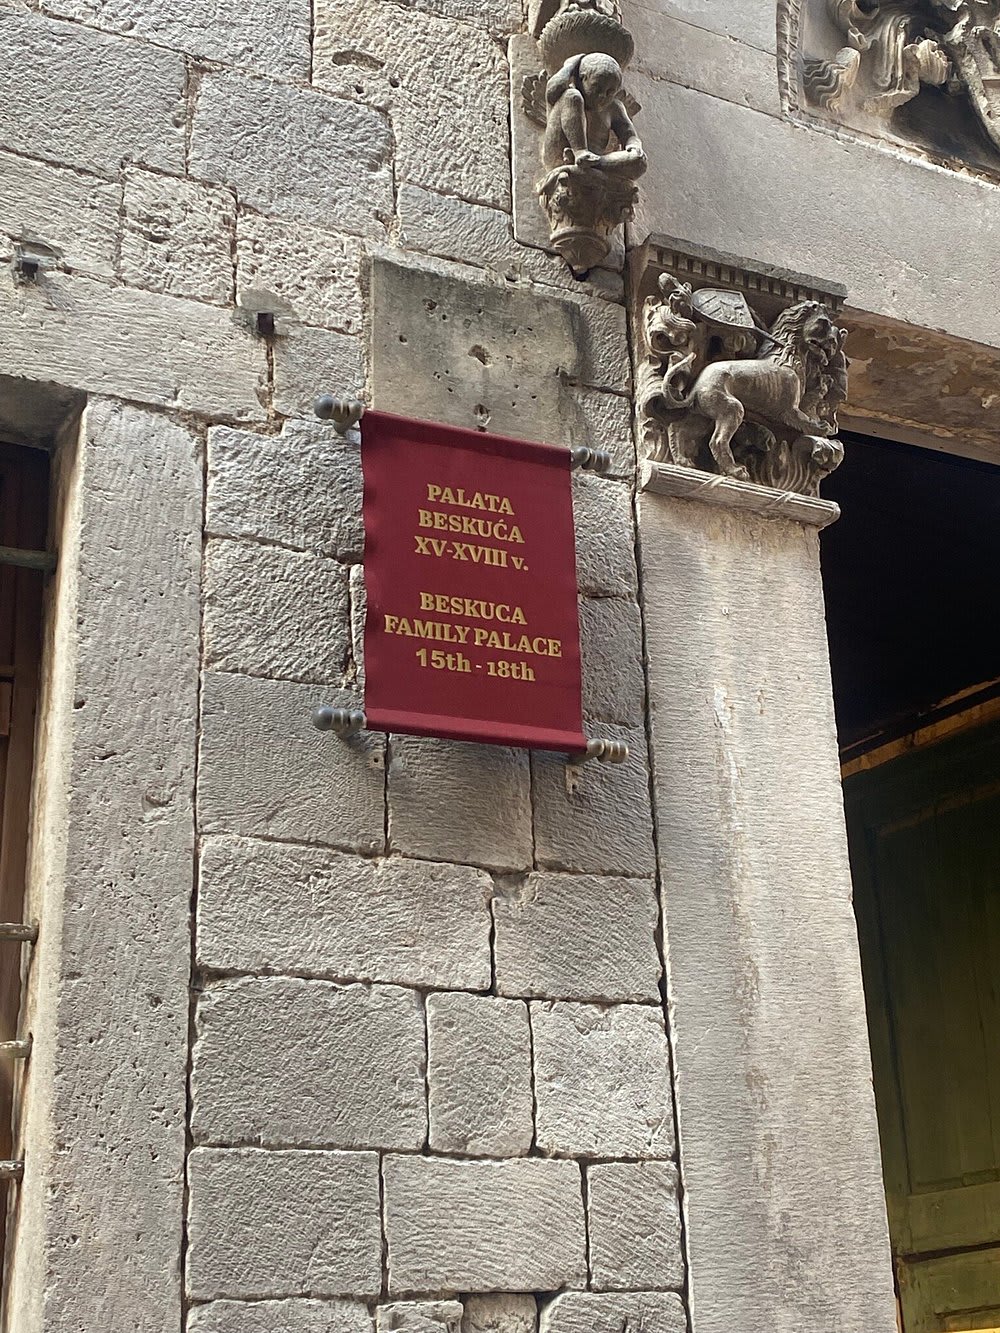 PALATA
BESKUĆA
XV-XVIII v.
BESKUCA
FAMILY PALACE
15th - 18th